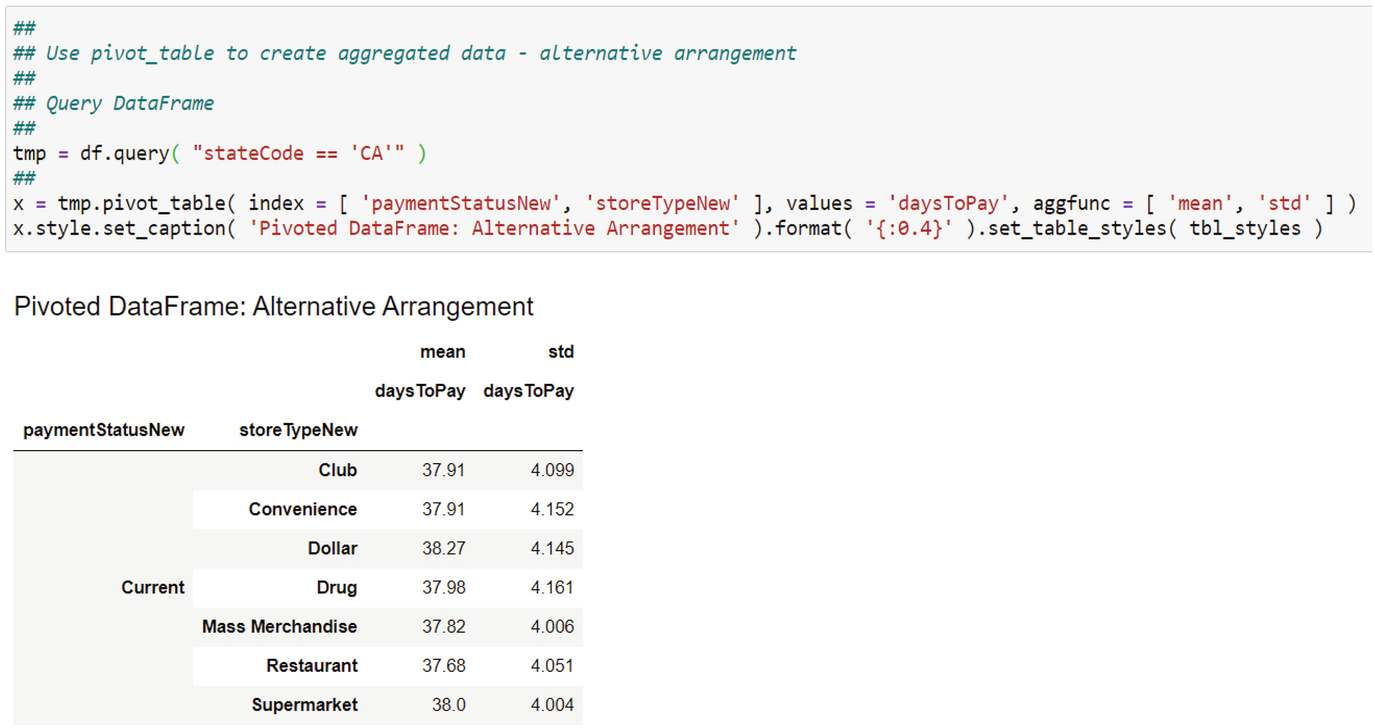 ##
## Use pivot_table to create aggregated data - alternative arrangement
##
## Query DataFrame
##
tmp = df.query( "stateCode == 'CA'" )
##
x = tmp.pivot_table( index = [ 'paymentStatusNew', 'storeTypeNew' ], values = 'daysToPay', aggfunc = [ 'mean', 'std' ] )
x.style.set_caption( 'Pivoted DataFrame: Alternative Arrangement' ).format( '{:0.4}' ).set_table_styles( tbl_styles )
Pivoted DataFrame: Alternative Arrangement
mean std
daysToPay daysToPay
paymentStatusNew storeTypeNew
Club 37.91 4.099
Convenience 37.91 4.152
Dollar 38.27 4.145
Current Drug 37.98 4.161
Mass Merchandise 37.82 4.006
Restaurant 37.68 4.051
Supermarket 38.0 4.004